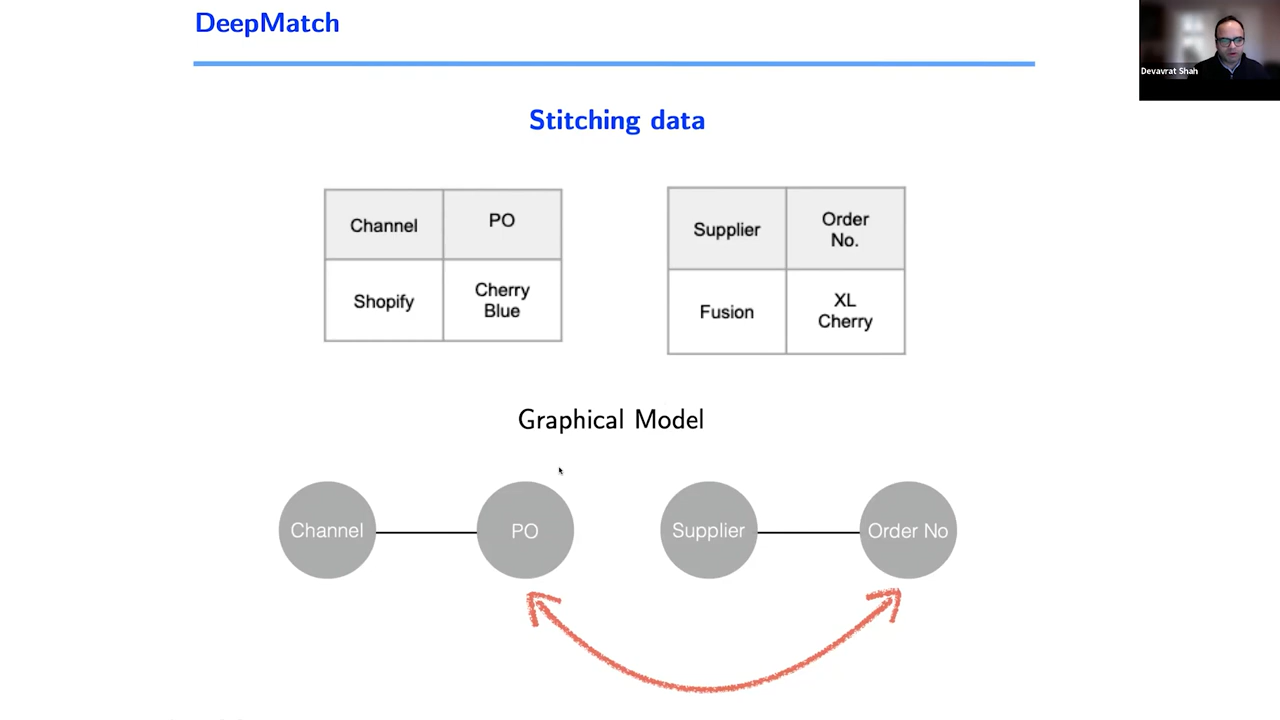 DeepMatch
Devavrat Shah
Stitching data
Channel
PO
Shopify
Cherry
Blue
Supplier
Order
No.
Fusion
XL
Cherry
Graphical Model
Channel
PO
Supplier
Order No